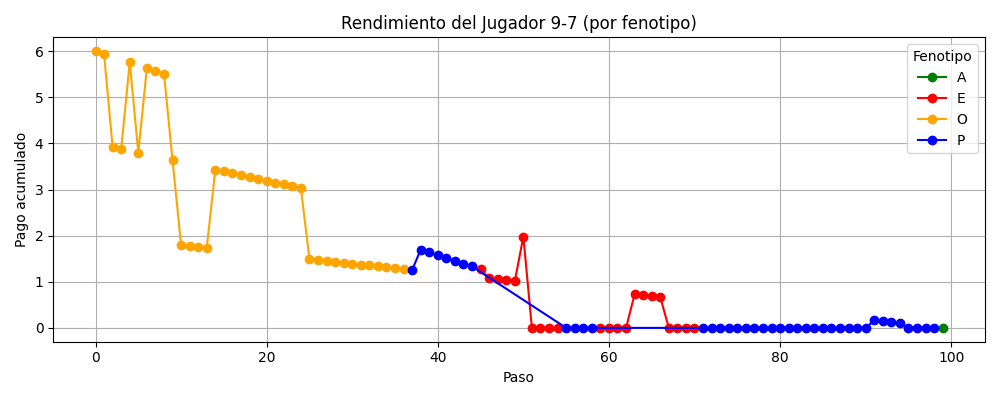 Rendimiento del Jugador 9-7 (por fenotipo)
Pago acumulado
6
5
4
3
2
1
0
0 20 40 60 80 100
Paso
Fenotipo
A
E
O
P